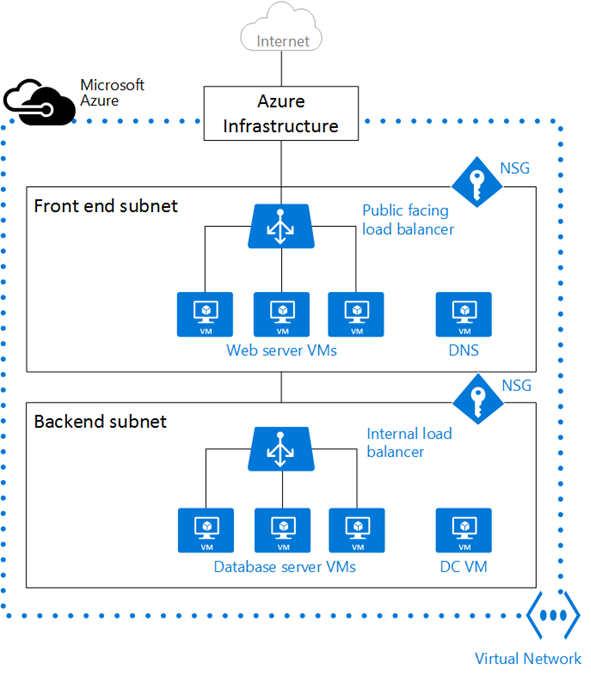 Internet
Microsoft
Azure
Azure
Infrastructure
NSG
Front end subnet
Public facing
load balancer
VM
VM
VM
VM
Web server VMs
DNS
NSG
Backend subnet
Internal load
balancer
VM
VM
VM
VM
Database server VMs
DC VM
Virtual Network